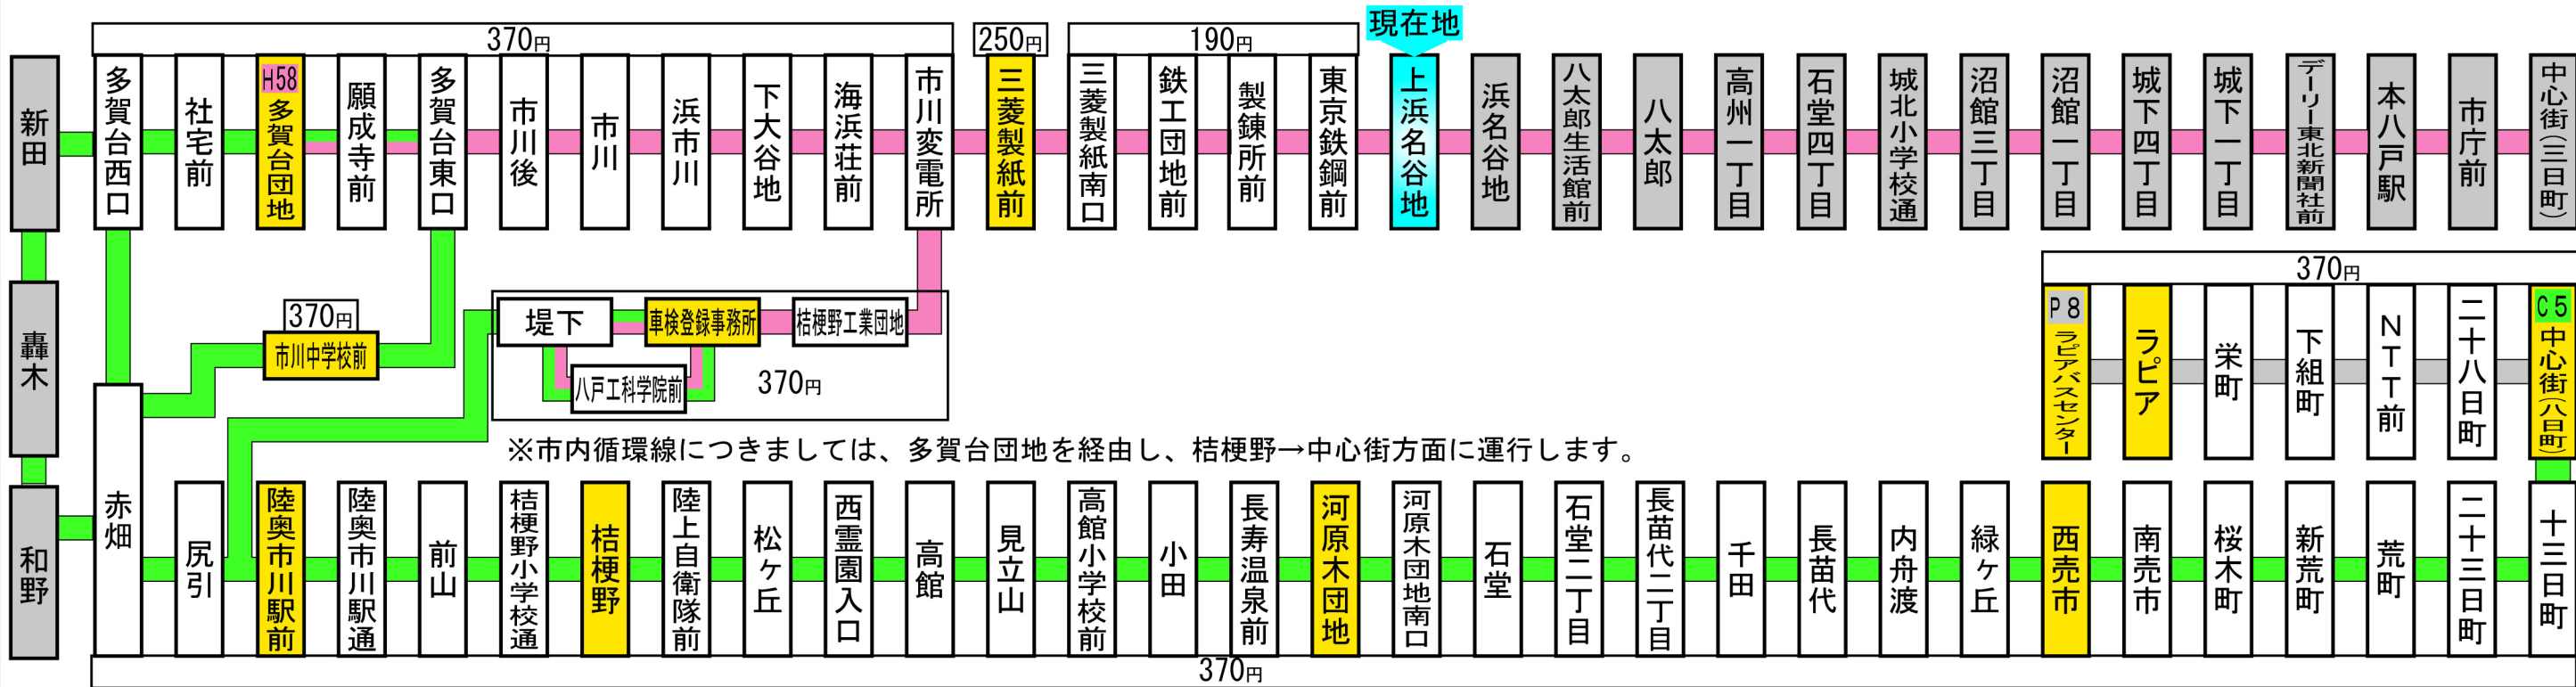 現在地
370円
250円
190円
新田
多賀台西口
社宅前
H58
多賀台団地
願成寺前
多賀台東口
市川後
市川
浜市川
下大谷地
海浜荘前
市川変電所
三菱製紙前
三菱製紙南口
鉄工団地前
製錬所前
東京鉄鋼前
上浜名谷地
浜名谷地
八太郎生活館前
八太郎
高州一丁目
石堂四丁目
城北小学校通
沼館三丁目
沼館一丁目
城下四丁目
城下一丁目
デーリー東北新聞社前
本八戸駅
市庁前
中心街(三日町)
370円
轟木
370円
市川中学校前
堤下
車検登録事務所
桔梗野工業団地
八戸工科学院前
370円
P8
ラピアバスセンター
ラピア
栄町
下組町
NTT前
二十八日町
C5
中心街(八日町)
※市内循環線につきましては、多賀台団地を経由し、桔梗野→中心街方面に運行します。
和野
赤畑
尻引
陸奥市川駅前
陸奥市川駅通
前山
桔梗野小学校通
桔梗野
陸上自衛隊前
松ヶ丘
西霊園入口
高館
見立山
高館小学校前
小田
長寿温泉前
河原木団地
河原木団地南口
石堂
石堂二丁目
長苗代二丁目
千田
長苗代
内舟渡
緑ヶ丘
西売市
南売市
桜木町
新荒町
荒町
二十三日町
十三日町
370円